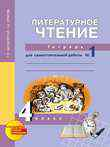 ЛИТЕРАТУРНОЕ
ЧТЕНИЕ
Тетрадь
для самостоятельной работы № 1
4
класс